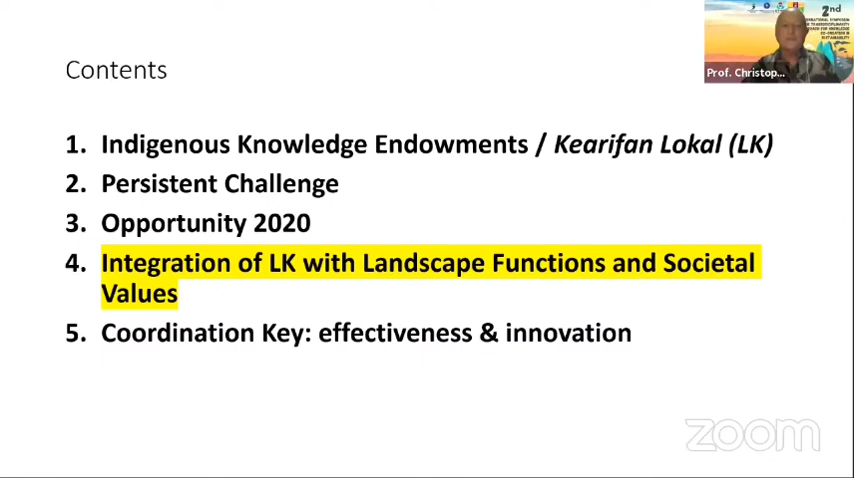 Contents
1. Indigenous Knowledge Endowments / Kearifan Lokal (LK)
2. Persistent Challenge
3. Opportunity 2020
4. Integration of LK with Landscape Functions and Societal
Values
5. Coordination Key: effectiveness & innovation
2nd
Prof. Christop...
zoom